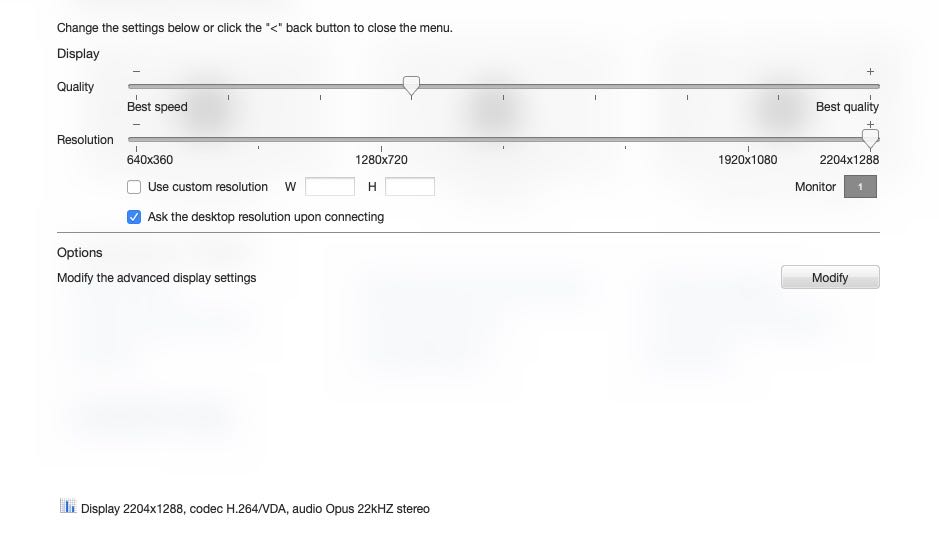 Change the settings below or click the "<" back button to close the menu.
Display
− +
Quality
Best speed Best quality
− +
Resolution
640x360 1280x720 1920x1080 2204x1288
Use custom resolution W H Monitor 1
Ask the desktop resolution upon connecting
Options
Modify the advanced display settings Modify
Display 2204x1288, codec H.264/VDA, audio Opus 22kHZ stereo